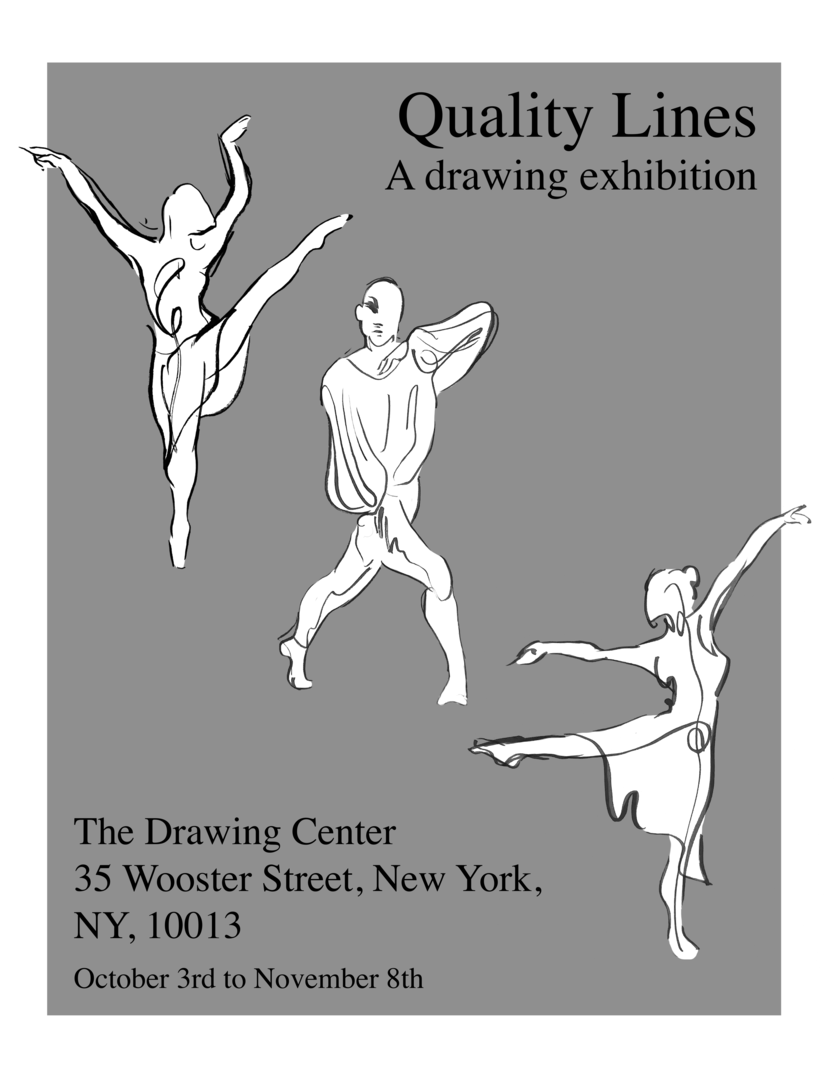 Quality Lines
A drawing exhibition
The Drawing Center
35 Wooster Street, New York,
NY, 10013
October 3rd to November 8th